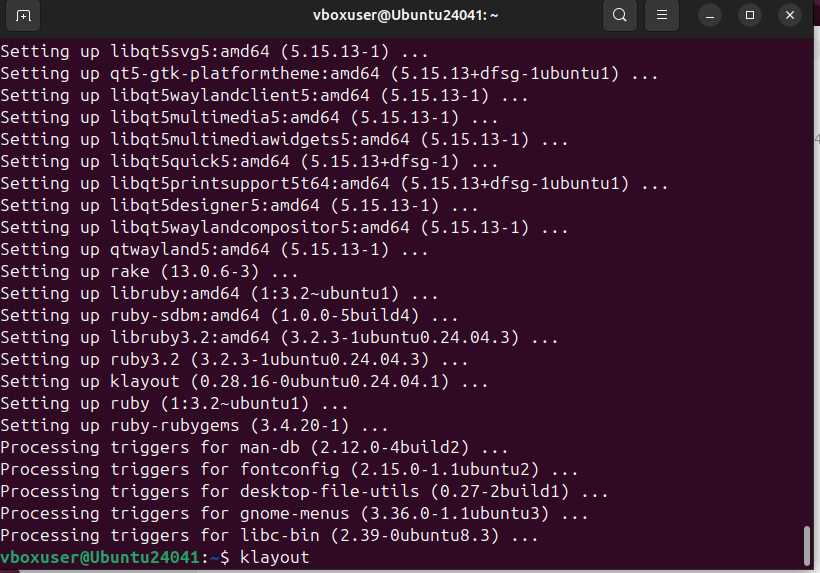 vboxuser@Ubuntu24041: ~
Setting up libqt5svg5:amd64 (5.15.13-1) ...
Setting up qt5-gtk-platformtheme:amd64 (5.15.13+dfsg-1ubuntu1) ...
Setting up libqt5waylandclient5:amd64 (5.15.13-1) ...
Setting up libqt5multimedia5:amd64 (5.15.13-1) ...
Setting up libqt5multimediawidgets5:amd64 (5.15.13-1) ...
Setting up libqt5quick5:amd64 (5.15.13+dfsg-1) ...
Setting up libqt5printsupport5t64:amd64 (5.15.13+dfsg-1ubuntu1) ...
Setting up libqt5designer5:amd64 (5.15.13-1) ...
Setting up libqt5waylandcompositor5:amd64 (5.15.13-1) ...
Setting up qtwayland5:amd64 (5.15.13-1) ...
Setting up rake (13.0.6-3) ...
Setting up libruby:amd64 (1:3.2~ubuntu1) ...
Setting up ruby-sdbm:amd64 (1.0.0-5build4) ...
Setting up libruby3.2:amd64 (3.2.3-1ubuntu0.24.04.3) ...
Setting up ruby3.2 (3.2.3-1ubuntu0.24.04.3) ...
Setting up klayout (0.28.16-0ubuntu0.24.04.1) ...
Setting up ruby (1:3.2~ubuntu1) ...
Setting up ruby-rubygems (3.4.20-1) ...
Processing triggers for man-db (2.12.0-4build2) ...
Processing triggers for fontconfig (2.15.0-1.1ubuntu2) ...
Processing triggers for desktop-file-utils (0.27-2build1) ...
Processing triggers for gnome-menus (3.36.0-1.1ubuntu3) ...
Processing triggers for libc-bin (2.39-0ubuntu8.3) ...
vboxuser@Ubuntu24041:~$ klayout